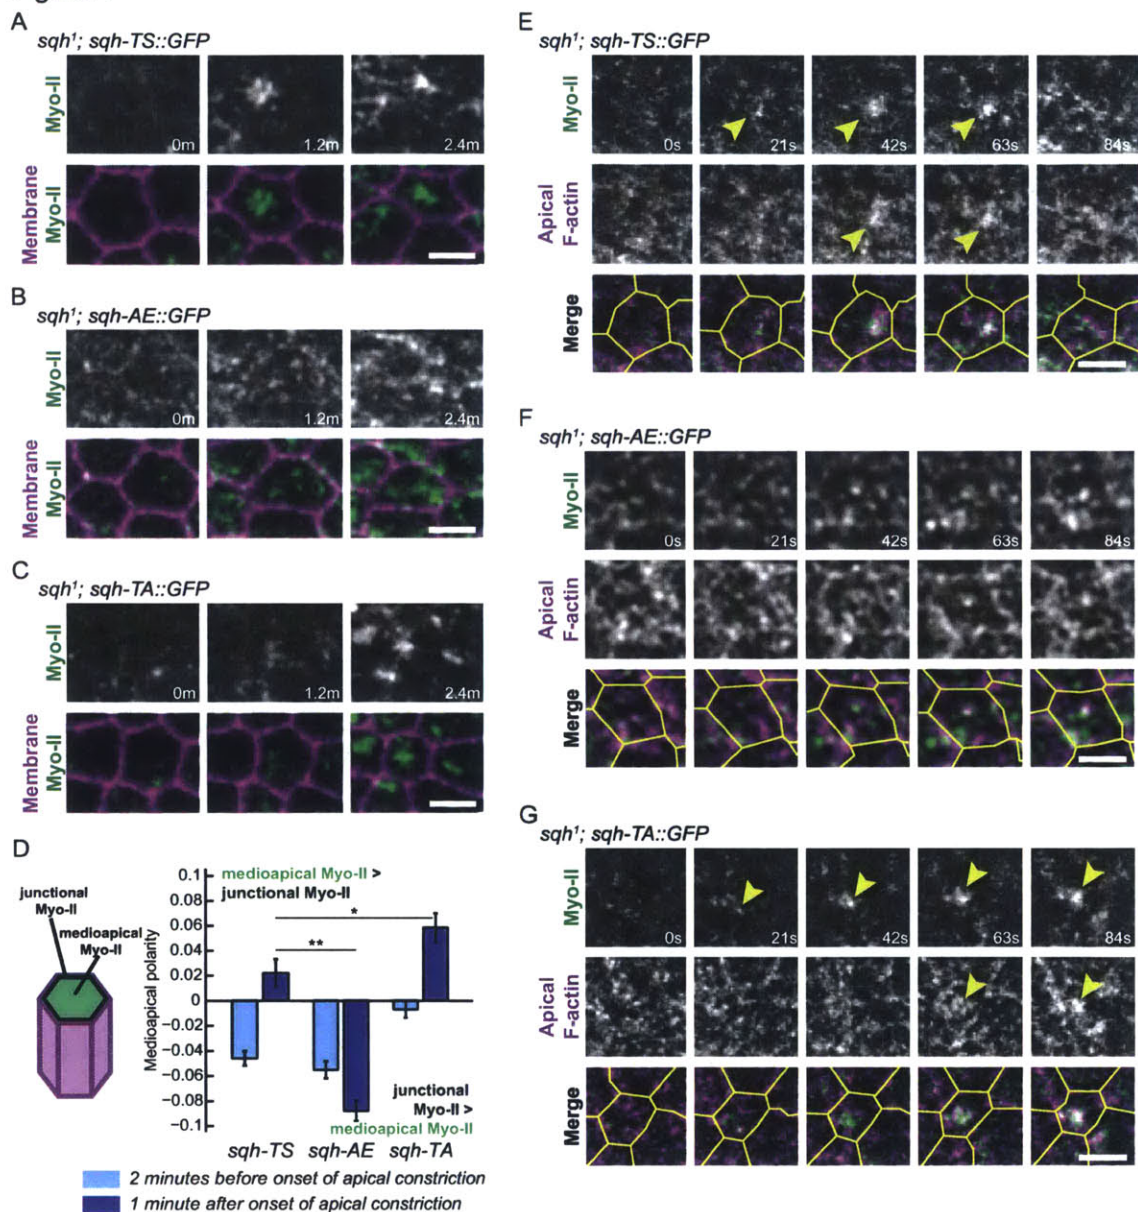 A
sqh¹; sqh-TS::GFP
Myo-II
0m
1.2m
2.4m
Membrane
Myo-II
B
sqh¹; sqh-AE::GFP
Myo-II
0m
1.2m
2.4m
Membrane
Myo-II
C
sqh¹; sqh-TA::GFP
Myo-II
0m
1.2m
2.4m
Membrane
Myo-II
D
junctional
Myo-II
medioapical
Myo-II
Medioapical polarity
0.1
0.08
0.06
0.04
0.02
0
−0.02
−0.04
−0.06
−0.08
−0.1
medioapical Myo-II >
junctional Myo-II
*
**
junctional
Myo-II >
medioapical Myo-II
sqh-TS sqh-AE sqh-TA
2 minutes before onset of apical constriction
1 minute after onset of apical constriction
E
sqh¹; sqh-TS::GFP
Myo-II
0s
21s
42s
63s
84s
Apical
F-actin
Merge
F
sqh¹; sqh-AE::GFP
Myo-II
0s
21s
42s
63s
84s
Apical
F-actin
Merge
G
sqh¹; sqh-TA::GFP
Myo-II
0s
21s
42s
63s
84s
Apical
F-actin
Merge